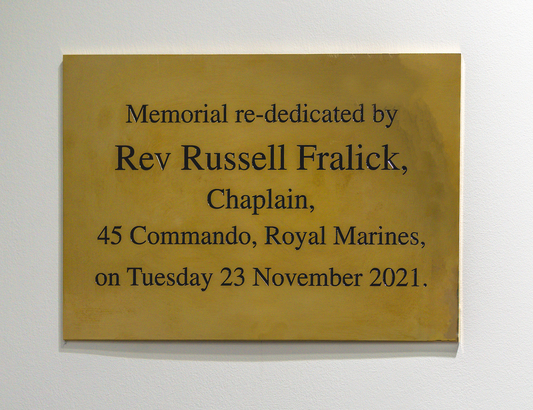 Memorial re-dedicated by
Rev Russell Fralick,
Chaplain,
45 Commando, Royal Marines,
on Tuesday 23 November 2021.